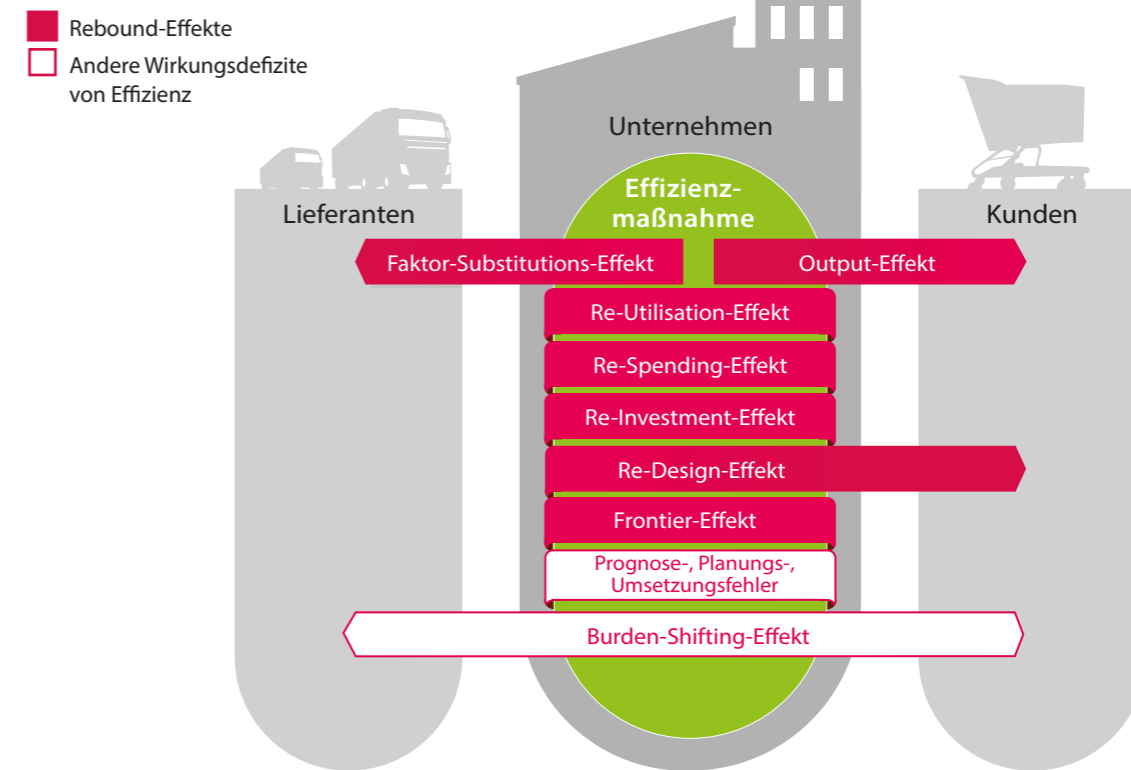 Rebound-Effekte
Andere Wirkungsdefizite
von Effizienz
Unternehmen
Effizienz-
maßnahme
Lieferanten
Kunden
Faktor-Substitutions-Effekt
Output-Effekt
Re-Utilisation-Effekt
Re-Spending-Effekt
Re-Investment-Effekt
Re-Design-Effekt
Frontier-Effekt
Prognose-, Planungs-,
Umsetzungsfehler
Burden-Shifting-Effekt